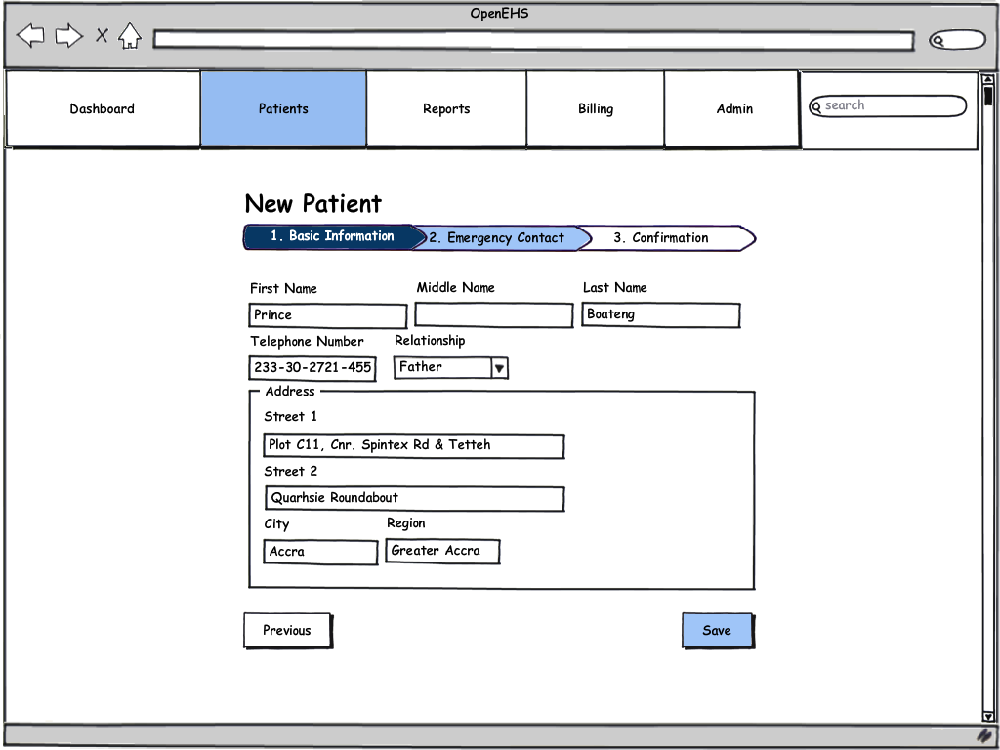 OpenEHS
Dashboard Patients Reports Billing Admin search
New Patient
1. Basic Information 2. Emergency Contact 3. Confirmation
First Name Middle Name Last Name
Prince Boateng
Telephone Number Relationship
233-30-2721-455 Father
Address
Street 1
Plot C11, Cnr. Spintex Rd & Tetteh
Street 2
Quarhsie Roundabout
City Region
Accra Greater Accra
Previous Save